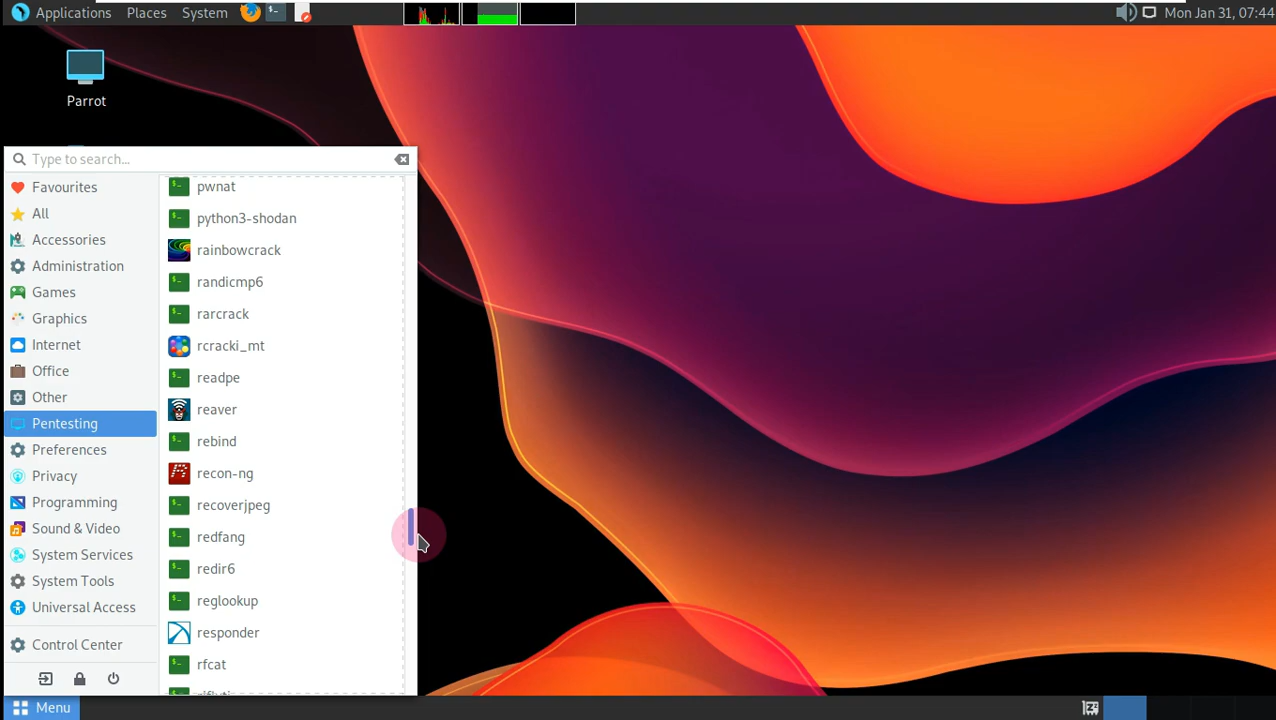 Applications Places System Mon Jan 31, 07:44
Parrot
Type to search...
Favourites
All
Accessories
Administration
Games
Graphics
Internet
Office
Other
Pentesting
Preferences
Privacy
Programming
Sound & Video
System Services
System Tools
Universal Access
Control Center
pwnat
python3-shodan
rainbowcrack
randicmp6
rarcrack
rcracki_mt
readpe
reaver
rebind
recon-ng
recoverjpeg
redfang
redir6
reglookup
responder
rfcat
Menu